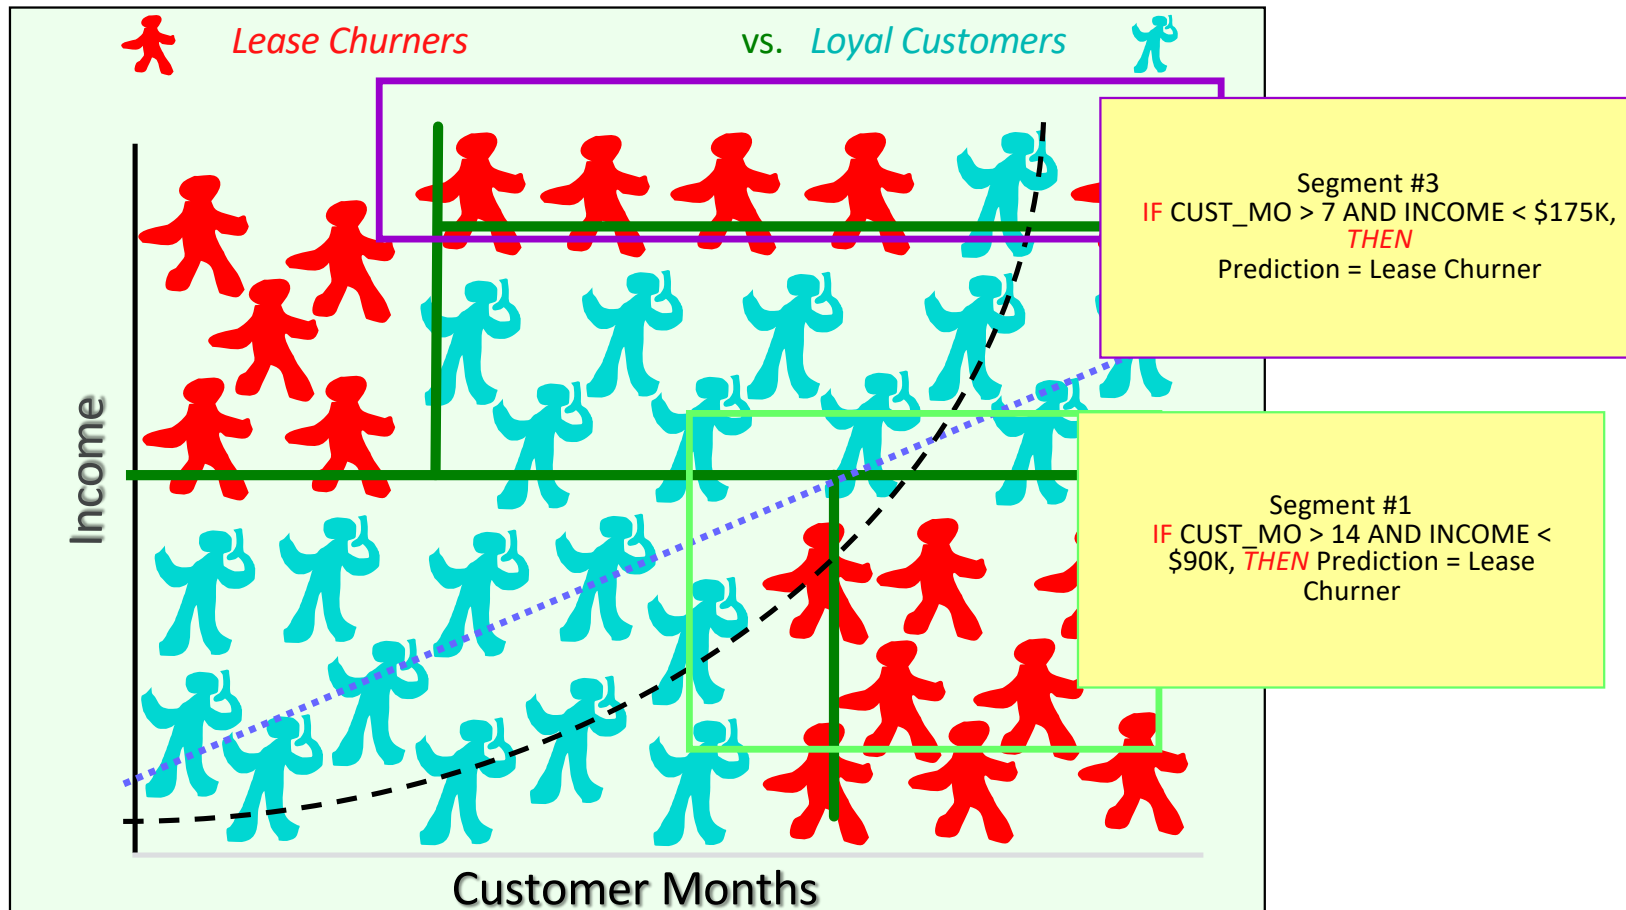 Lease Churners vs. Loyal Customers
Segment #3
IF CUST_MO > 7 AND INCOME < $175K,
THEN
Prediction = Lease Churner
Income
Segment #1
IF CUST_MO > 14 AND INCOME <
$90K, THEN Prediction = Lease
Churner
Customer Months